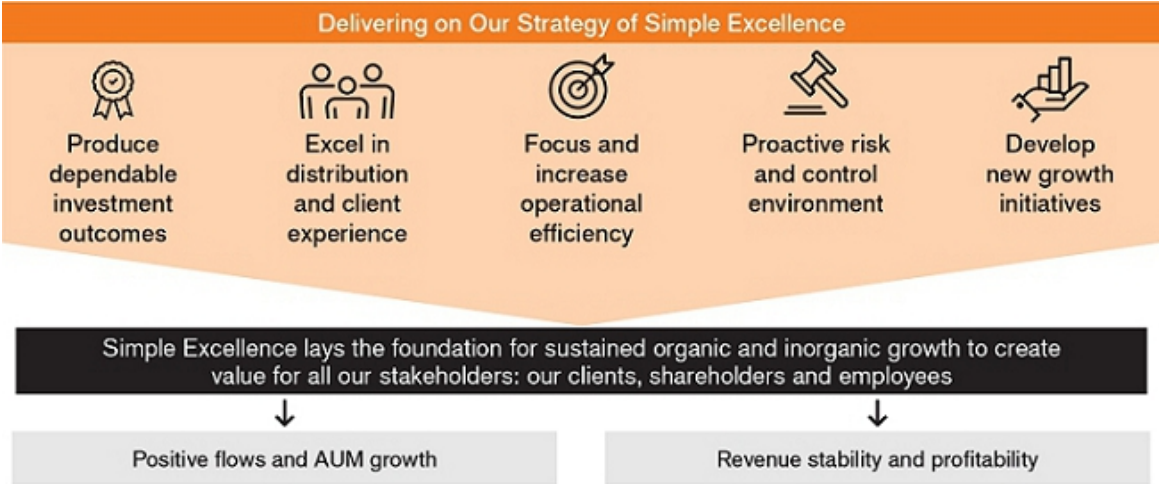 Delivering on Our Strategy of Simple Excellence
Produce
dependable
investment
outcomes
Excel in
distribution
and client
experience
Focus and
increase
operational
efficiency
Proactive risk
and control
environment
Develop
new growth
initiatives
Simple Excellence lays the foundation for sustained organic and inorganic growth to create
value for all our stakeholders: our clients, shareholders and employees
Positive flows and AUM growth
Revenue stability and profitability